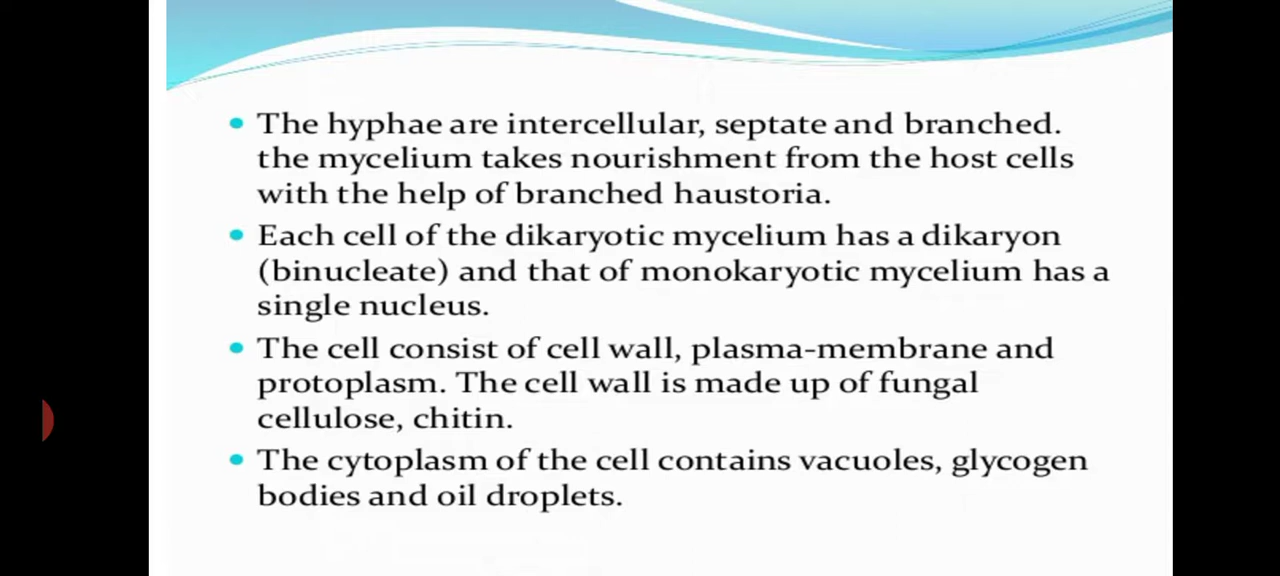 • The hyphae are intercellular, septate and branched.
the mycelium takes nourishment from the host cells
with the help of branched haustoria.
• Each cell of the dikaryotic mycelium has a dikaryon
(binucleate) and that of monokaryotic mycelium has a
single nucleus.
• The cell consist of cell wall, plasma-membrane and
protoplasm. The cell wall is made up of fungal
cellulose, chitin.
• The cytoplasm of the cell contains vacuoles, glycogen
bodies and oil droplets.